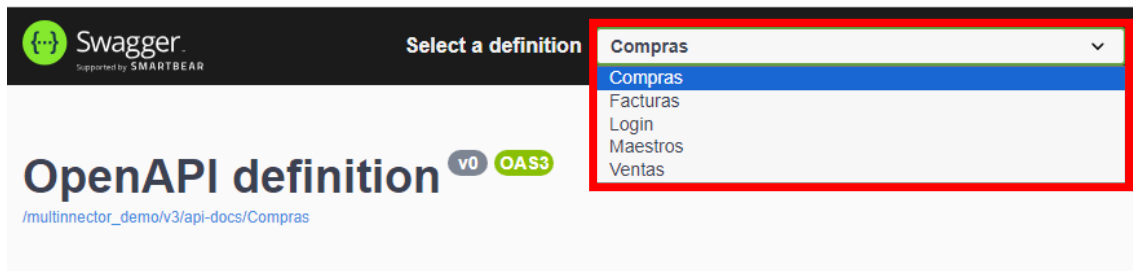 {···} Swagger.
Supported by SMARTBEAR
Select a definition
Compras
Compras
Facturas
Login
Maestros
Ventas
OpenAPI definition v0 OAS3
/multinnector_demo/v3/api-docs/Compras